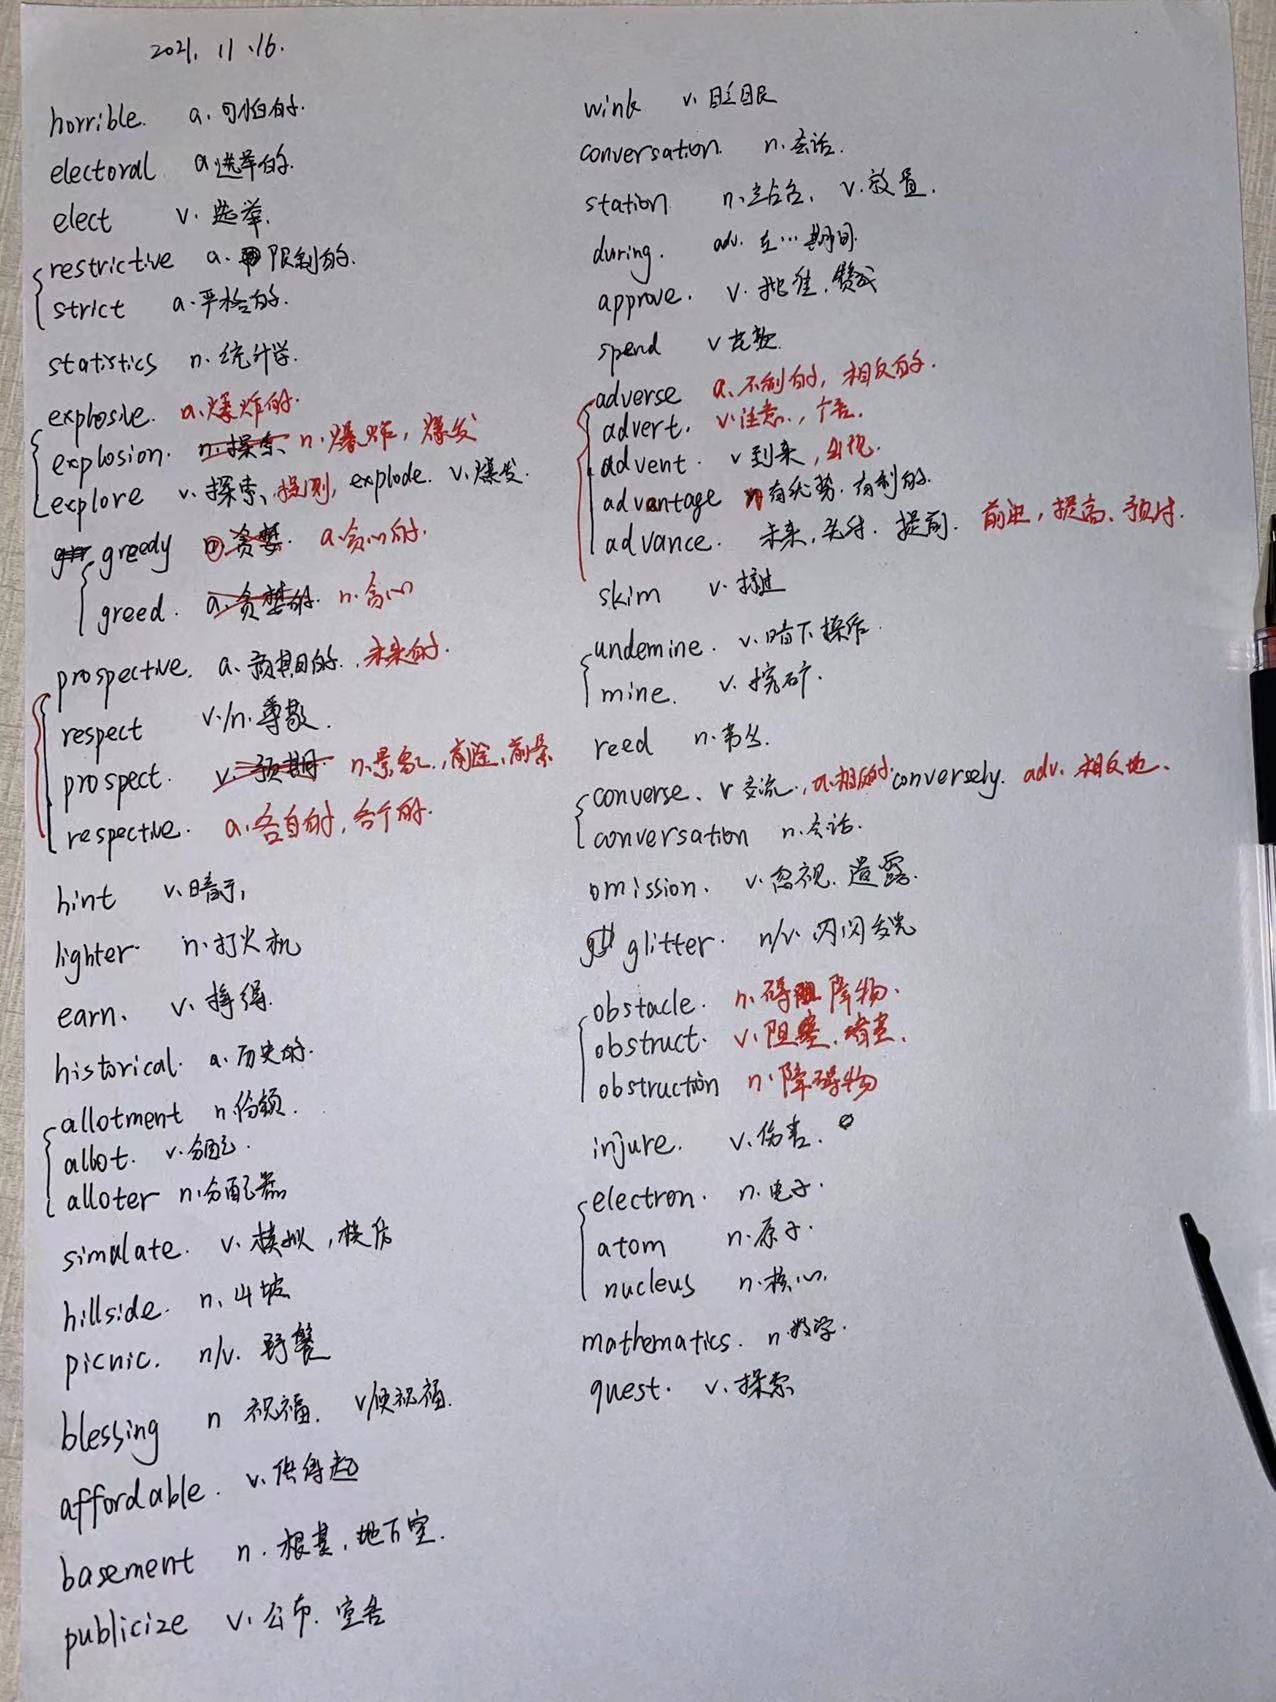 2021. 11.16.
horrible. a. 可怕的.
electoral a 选举的.
elect v. 选举.
restrictive a. 限制的.
strict a. 严格的.
statistics n. 统计学.
explosive. a. 爆炸的.
explosion. n. 探索、 n. 爆炸, 爆发
explore v. 探索、探测, explode. v. 爆发.
greedy n 贪婪. a. 贪心的.
greed. a. 贪婪的. n. 贪心
prospective. a. 预期的., 未来的.
respect v./n. 尊敬.
prospect. v. 预期. n. 景象, 前途, 前景
respective. a. 各自的, 各个的.
hint v. 暗示,
lighter n. 打火机
earn. v. 挣得.
historical. a. 历史的.
allotment n. 份额.
allot. v. 分配.
alloter n. 分配器
simulate. v. 模拟, 模仿
hillside. n. 山坡
picnic. n/v. 野餐
blessing n 祝福. v 使祝福.
affordable. v. 供得起
basement n. 根基, 地下室.
publicize v. 公布. 宣告
wink v. 眨眼
conversation. n. 会话.
station n. 站台. v. 放置.
during. adv. 在…期间.
approve. v. 批准, 赞成
spend v 花款.
adverse a. 不利的, 相反的.
advert. v. 注意., 广告.
advent. v 到来, 出现.
advantage n 有优势. 有利的.
advance. 未来, 提前. 前进, 提高、预付.
skim v. 掠过
undemine. v. 暗下操作.
mine. v. 挖矿.
reed n. 苇丛.
converse. v 交流., a. 相反的. conversely. adv. 相反地.
conversation n. 会话.
omission. v. 忽视. 遗露.
glitter. n/v. 闪闪发光
obstacle. n. 碍 障物.
obstruct. v. 阻塞. 堵塞.
obstruction n. 障碍物
injure. v. 伤害.
electron. n. 电子.
atom n. 原子.
nucleus n. 核心.
mathematics. n. 数学.
quest. v. 探索